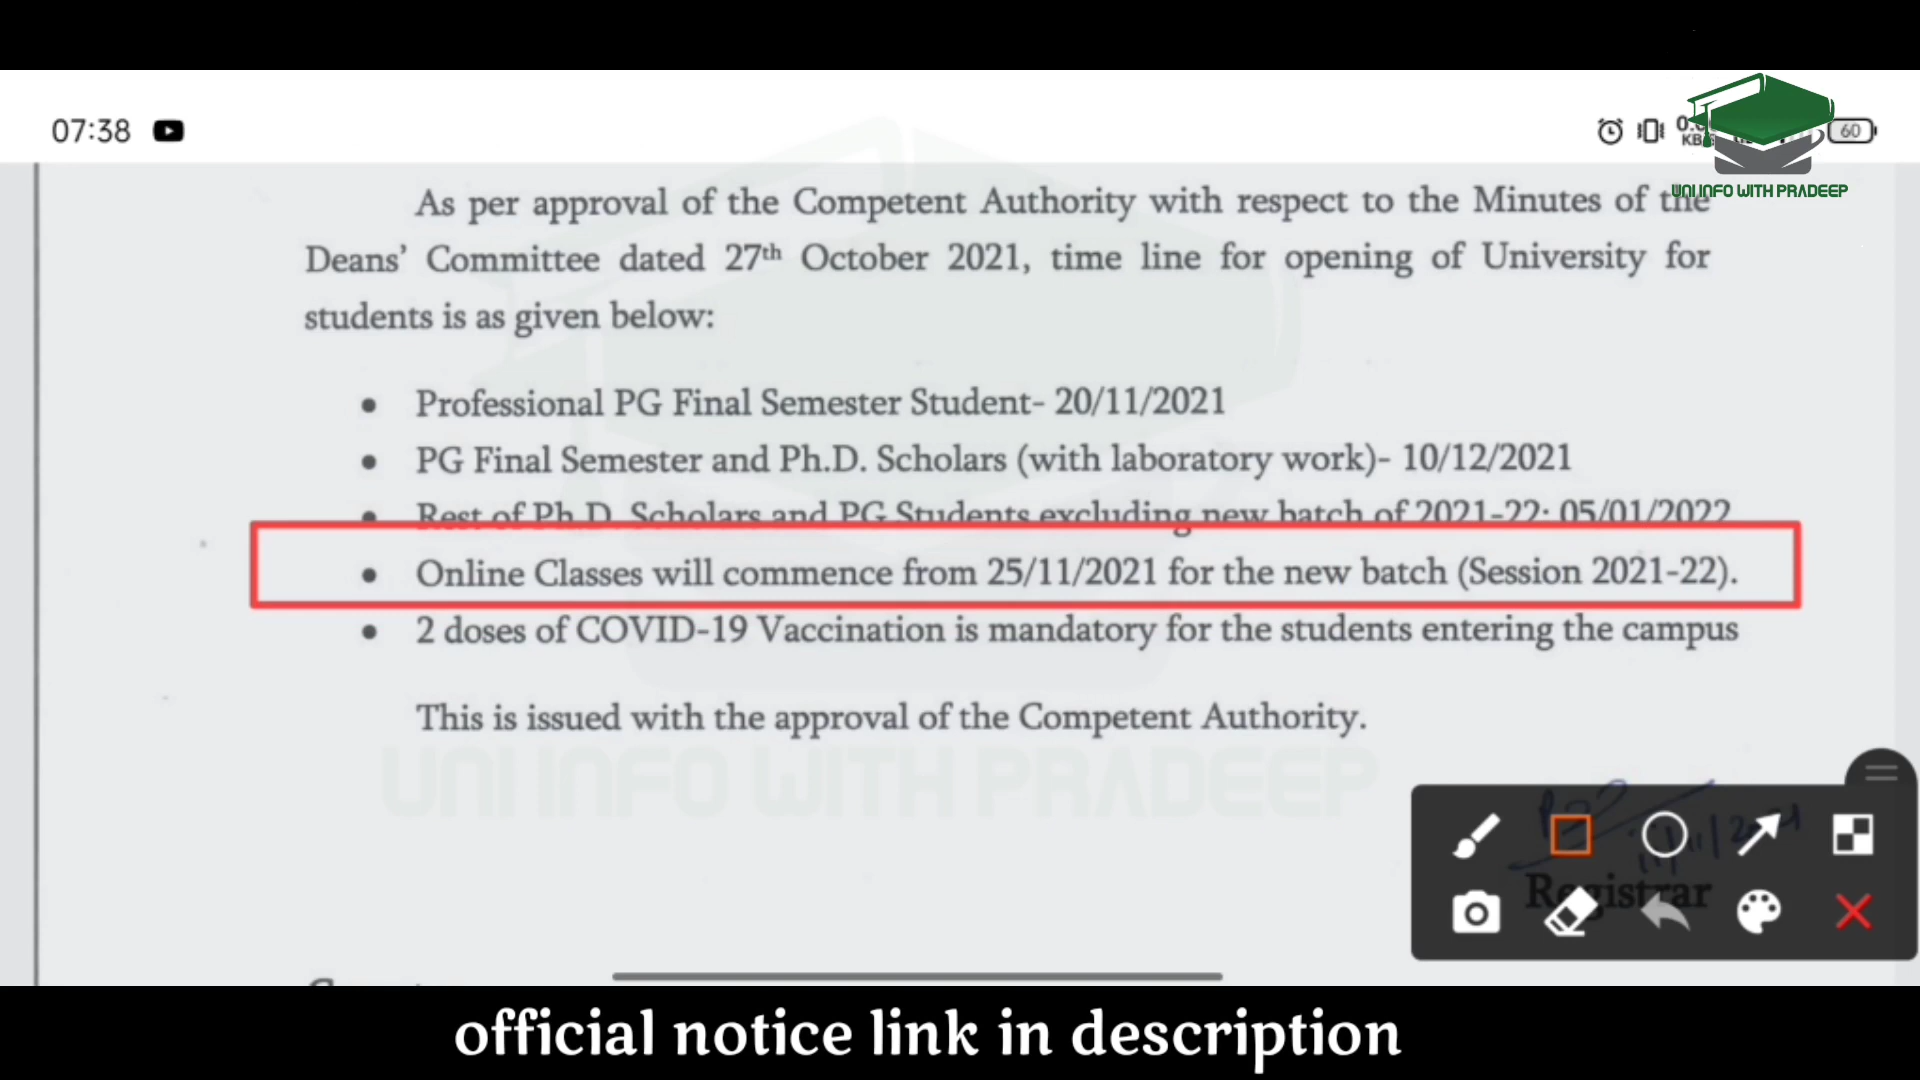 07:38
60
UNI INFO WITH PRADEEP
As per approval of the Competent Authority with respect to the Minutes of the
Deans' Committee dated 27th October 2021, time line for opening of University for
students is as given below:
• Professional PG Final Semester Student- 20/11/2021
• PG Final Semester and Ph.D. Scholars (with laboratory work)- 10/12/2021
• Rest of Ph.D. Scholars and PG Students excluding new batch of 2021-22: 05/01/2022
• Online Classes will commence from 25/11/2021 for the new batch (Session 2021-22).
• 2 doses of COVID-19 Vaccination is mandatory for the students entering the campus
This is issued with the approval of the Competent Authority.
UNI INFO WITH PRADEEP
Registrar
official notice link in description